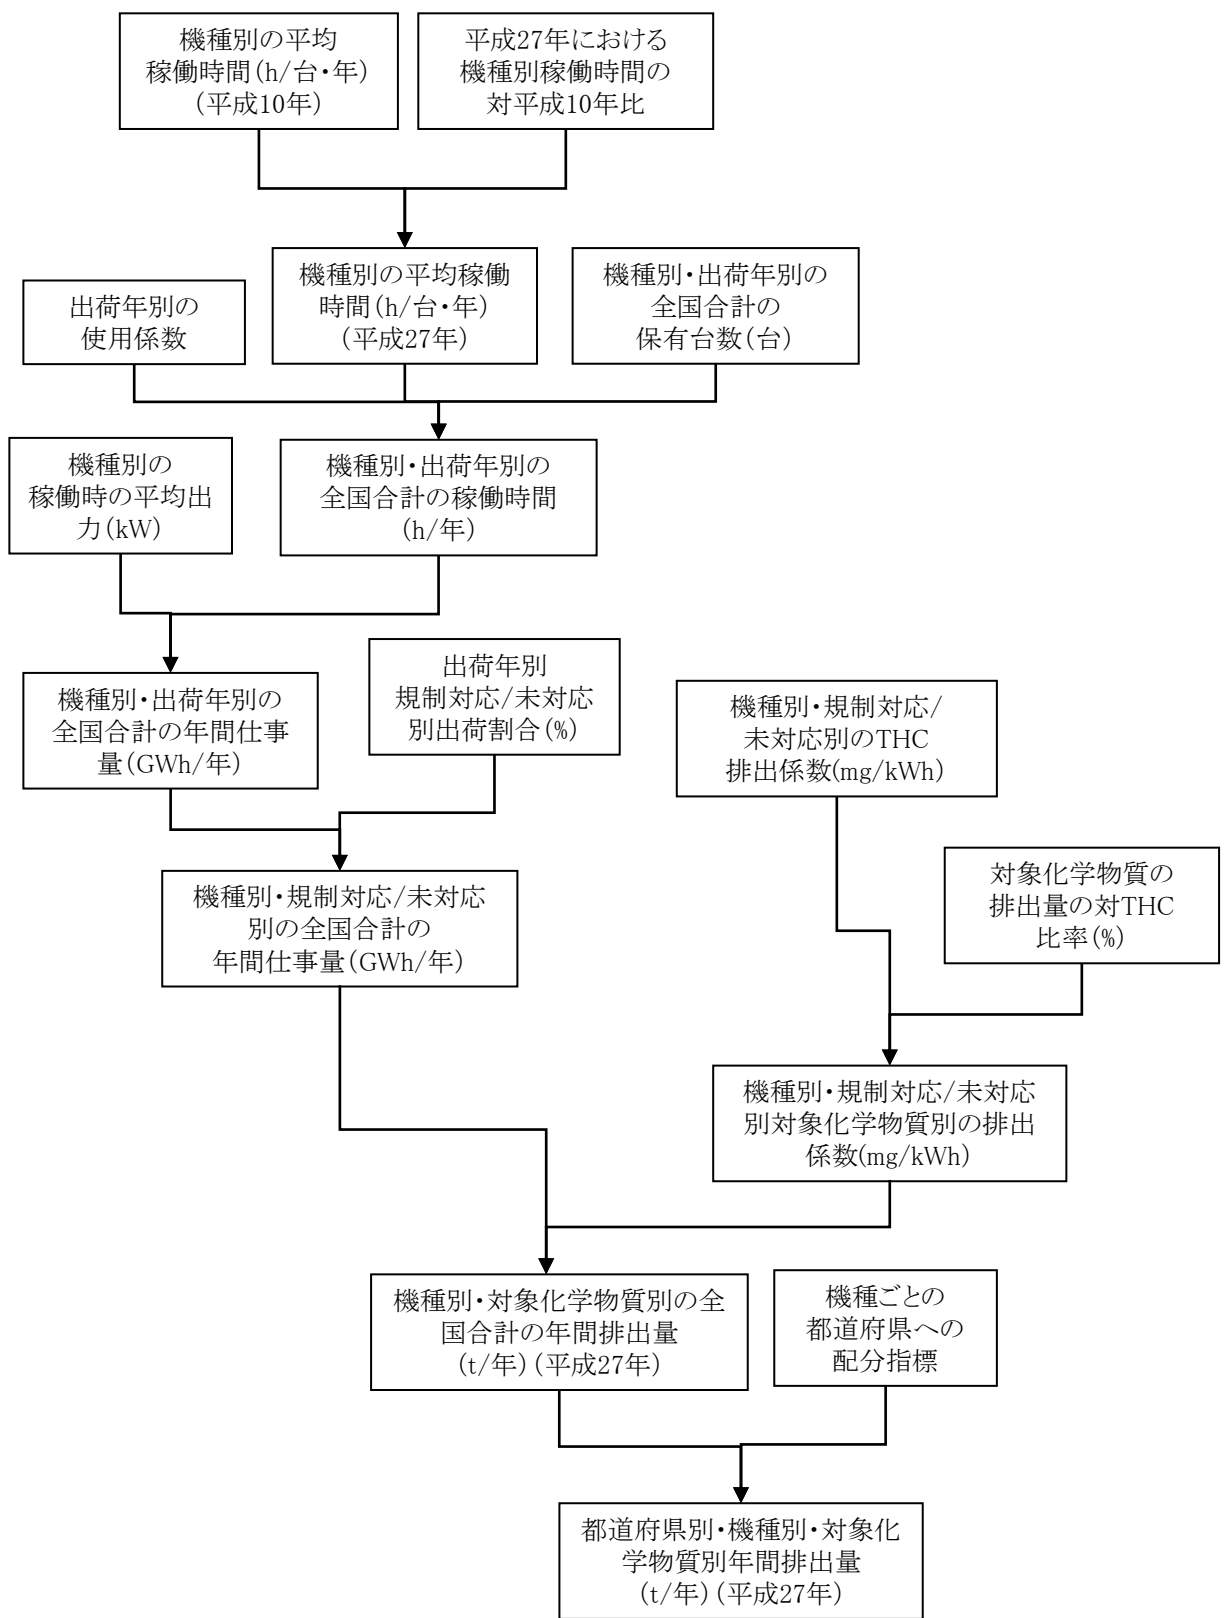 機種別の平均
稼働時間(h/台・年)
(平成10年)
平成27年における
機種別稼働時間の
対平成10年比
出荷年別の
使用係数
機種別の平均稼働
時間(h/台・年)
(平成27年)
機種別・出荷年別の
全国合計の
保有台数(台)
機種別の
稼働時の平均出
力(kW)
機種別・出荷年別の
全国合計の稼働時間
(h/年)
機種別・出荷年別の
全国合計の年間仕事
量(GWh/年)
出荷年別
規制対応/未対応
別出荷割合(%)
機種別・規制対応/
未対応別のTHC
排出係数(mg/kWh)
機種別・規制対応/未対応
別の全国合計の
年間仕事量(GWh/年)
対象化学物質の
排出量の対THC
比率(%)
機種別・規制対応/未対応
別対象化学物質別の排出
係数(mg/kWh)
機種別・対象化学物質別の全
国合計の年間排出量
(t/年)(平成27年)
機種ごとの
都道府県への
配分指標
都道府県別・機種別・対象化
学物質別年間排出量
(t/年)(平成27年)